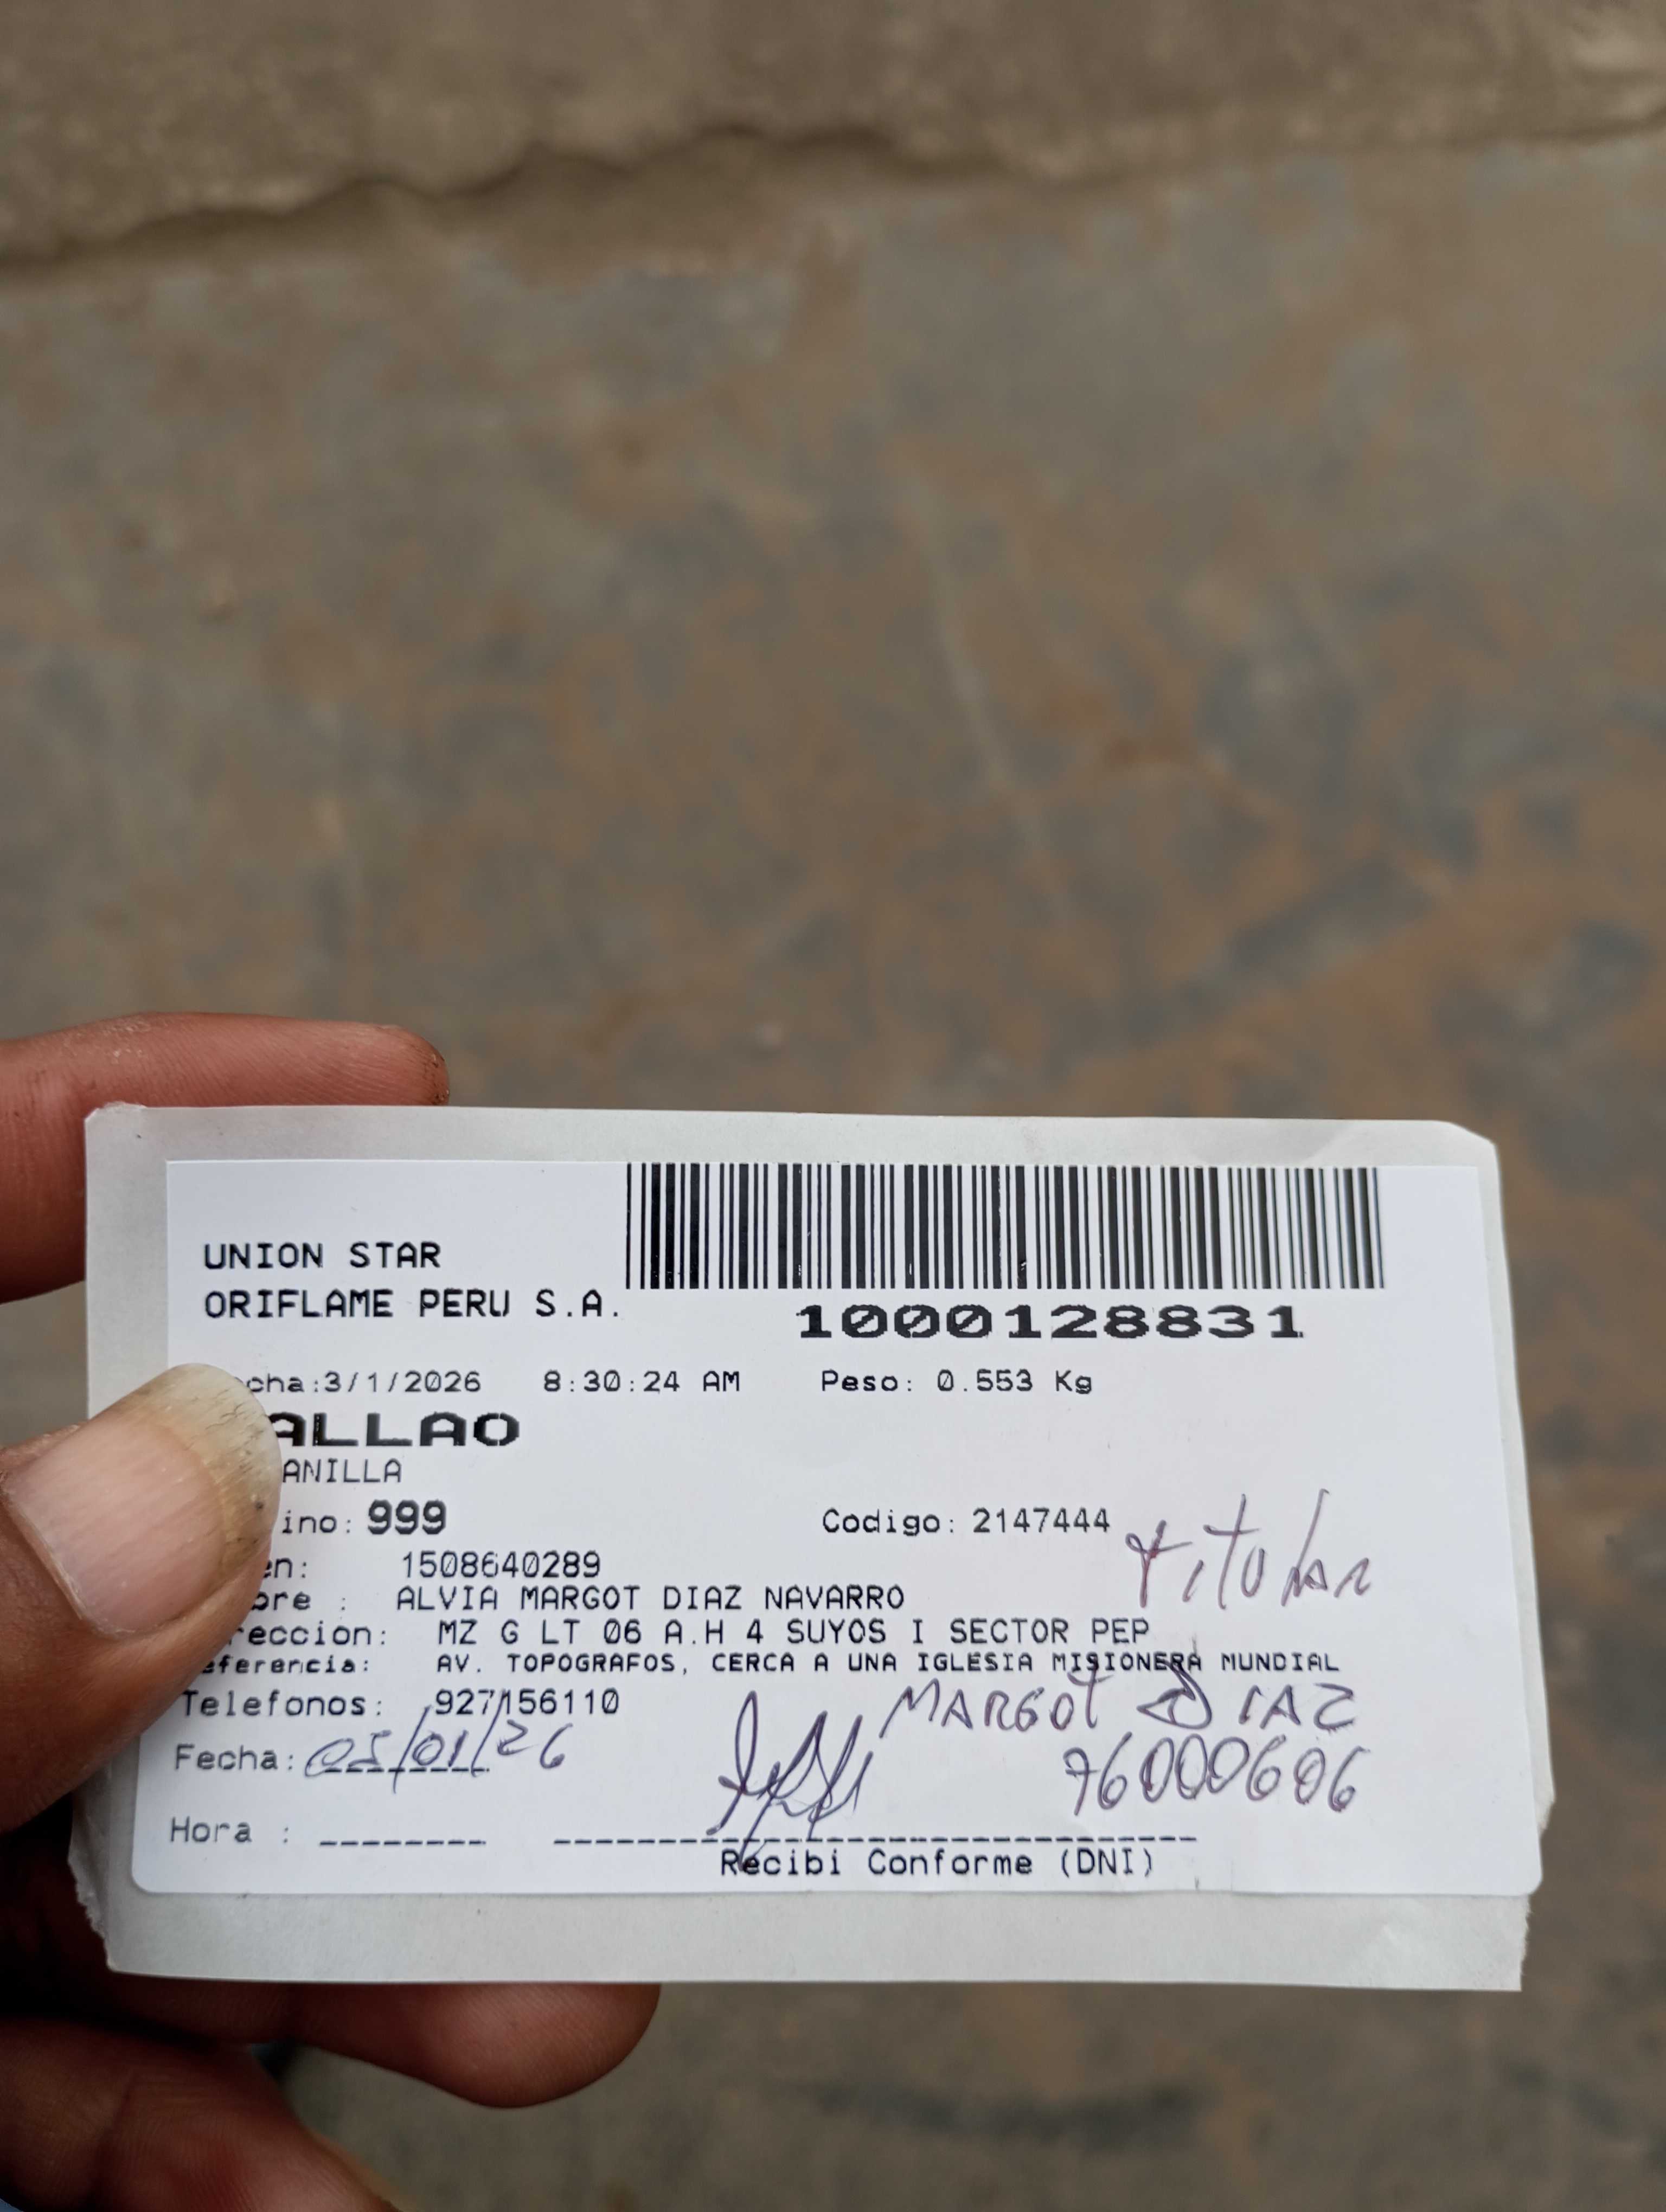 UNION STAR
ORIFLAME PERU S.A.
1000128831
cha:3/1/2026 8:30:24 AM Peso: 0.553 Kg
ALLAO
ANILLA
ino: 999 Codigo: 2147444
titular
en: 1508640289
bre : ALVIA MARGOT DIAZ NAVARRO
reccion: MZ G LT 06 A.H 4 SUYOS I SECTOR PEP
eferencia: AV. TOPOGRAFOS, CERCA A UNA IGLESIA MISIONERA MUNDIAL
Telefonos: 927156110
MARGOT DIAZ
Fecha: 05/01/26
76000606
Hora :
Recibi Conforme (DNI)